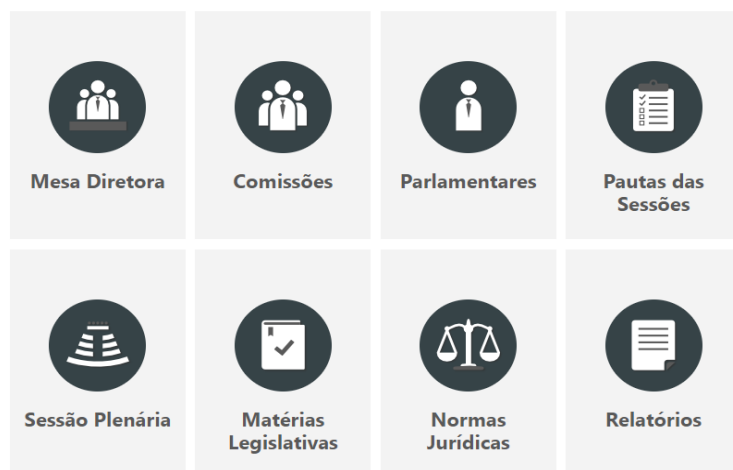 Mesa Diretora
Comissões
Parlamentares
Pautas das
Sessões
Sessão Plenária
Matérias
Legislativas
Normas
Jurídicas
Relatórios